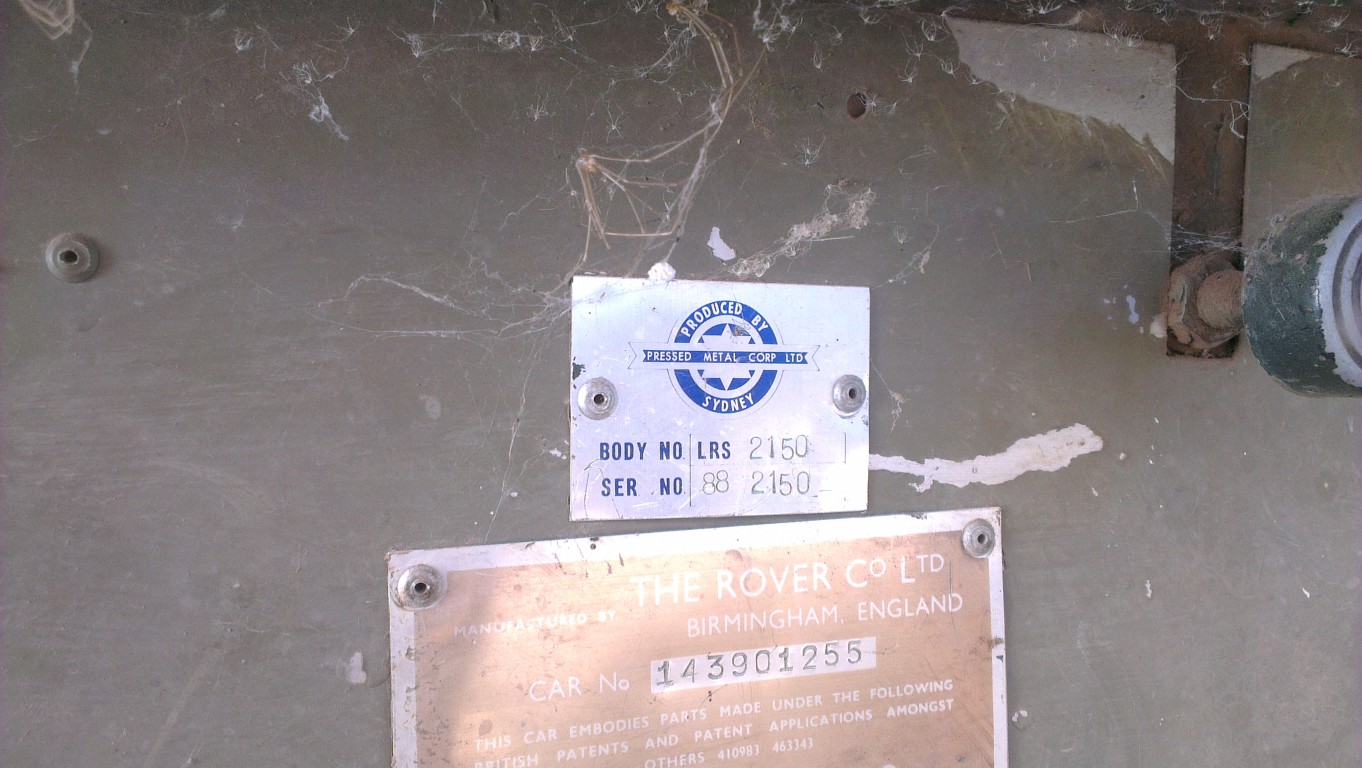 PRODUCED BY
PRESSED METAL CORP LTD
SYDNEY
BODY NO LRS 2150
SER NO 88 2150
MANUFACTURED BY THE ROVER CO LTD
BIRMINGHAM, ENGLAND
CAR No 143901255
THIS CAR EMBODIES PARTS MADE UNDER THE FOLLOWING
BRITISH PATENTS AND PATENT APPLICATIONS AMONGST
OTHERS 410983 463343